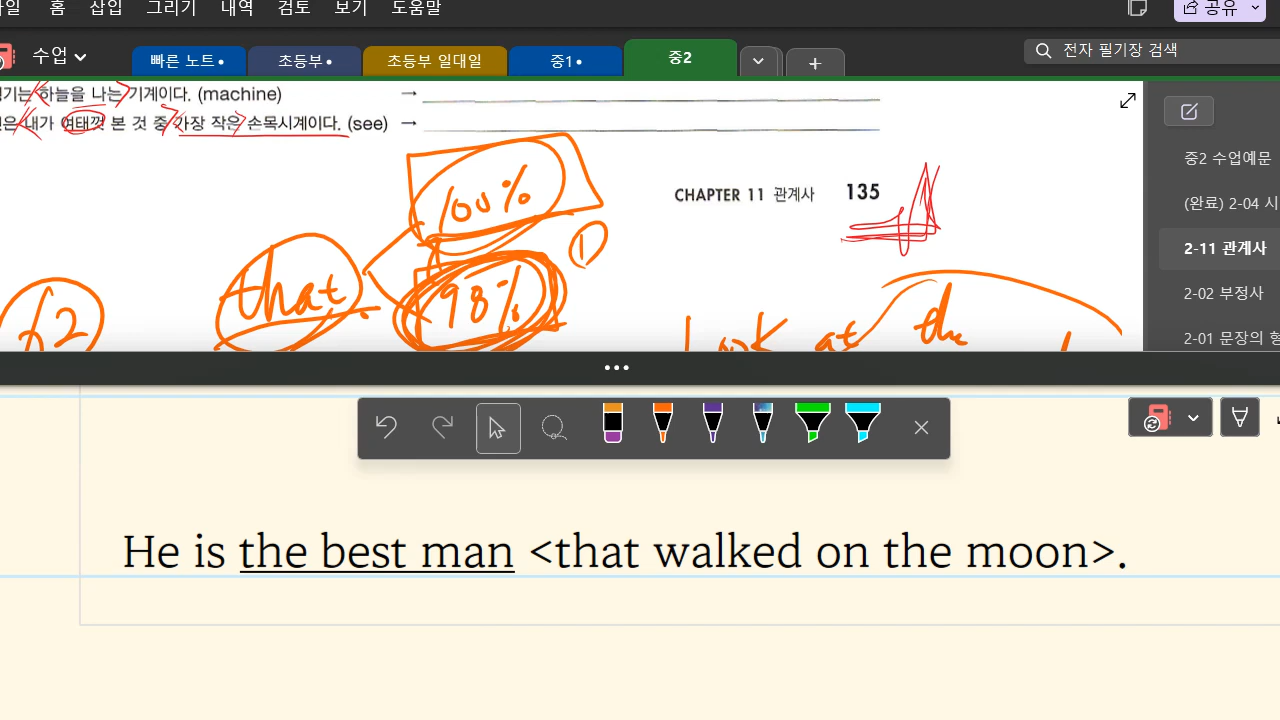 홈 삽입 그리기 내역 검토 보기 도움말 공유
수업 빠른 노트 • 초등부 • 초등부 일대일 중1 • 중2 + 전자 필기장 검색
하늘을 나는 기계이다. (machine) →
내가 여태껏 본 것 중 가장 작은 손목시계이다. (see) →
CHAPTER 11 관계사 135
100%
that
98%
①
Look at the
중2 수업예문
(완료) 2-04 시
2-11 관계사
2-02 부정사
2-01 문장의 형
He is the best man <that walked on the moon>.